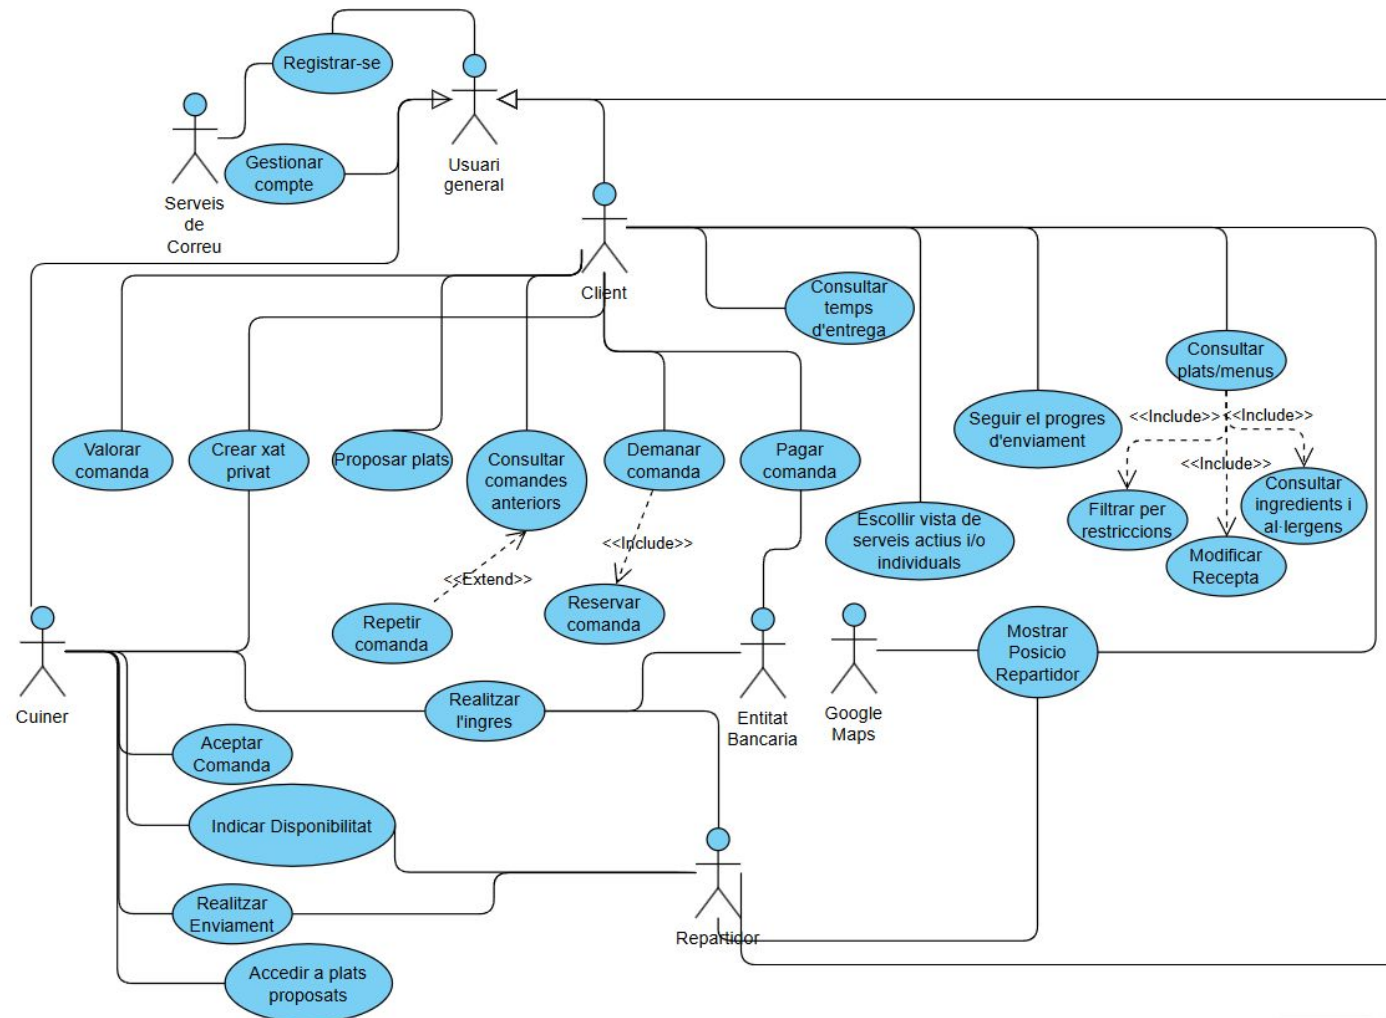 Registrar-se
Usuari
general
Gestionar
compte
Serveis
de
Correu
Client
Consultar
temps
d'entrega
Consultar
plats/menus
<<Include>>
<<Include>>
<<Include>>
Seguir el progres
d'enviament
Valorar
comanda
Crear xat
privat
Proposar plats
Consultar
comandes
anteriors
Demanar
comanda
Pagar
comanda
Escollir vista de
serveis actius i/o
individuals
Filtrar per
restriccions
Modificar
Recepta
Consultar
ingredients i
al·lergens
<<Include>>
<<Extend>>
Repetir
comanda
Reservar
comanda
Mostrar
Posicio
Repartidor
Cuiner
Realitzar
l'ingres
Entitat
Bancaria
Google
Maps
Aceptar
Comanda
Indicar Disponibilitat
Realitzar
Enviament
Repartidor
Accedir a plats
proposats